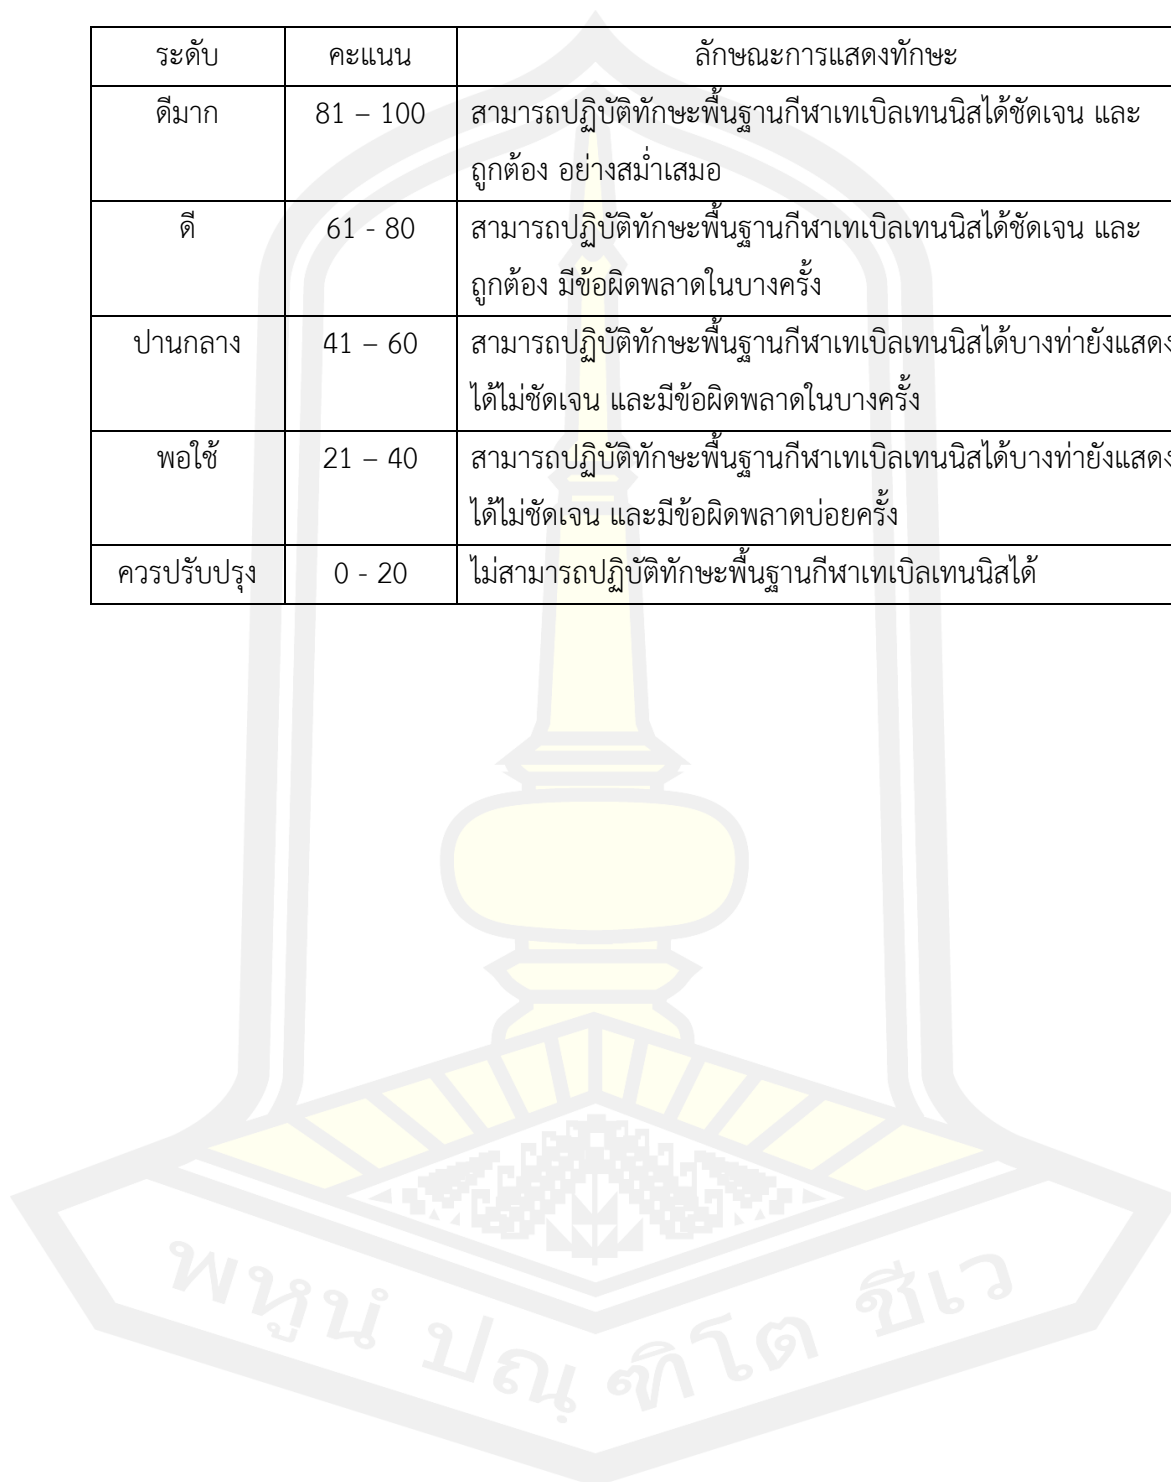 ระดับ คะแนน ลักษณะการแสดงทักษะ
ดีมาก 81 – 100 สามารถปฏิบัติทักษะพื้นฐานกีฬาเทเบิลเทนนิสได้ชัดเจน และ
ถูกต้อง อย่างสม่ำเสมอ
ดี 61 - 80 สามารถปฏิบัติทักษะพื้นฐานกีฬาเทเบิลเทนนิสได้ชัดเจน และ
ถูกต้อง มีข้อผิดพลาดในบางครั้ง
ปานกลาง 41 – 60 สามารถปฏิบัติทักษะพื้นฐานกีฬาเทเบิลเทนนิสได้บางท่ายังแสดง
ได้ไม่ชัดเจน และมีข้อผิดพลาดในบางครั้ง
พอใช้ 21 – 40 สามารถปฏิบัติทักษะพื้นฐานกีฬาเทเบิลเทนนิสได้บางท่ายังแสดง
ได้ไม่ชัดเจน และมีข้อผิดพลาดบ่อยครั้ง
ควรปรับปรุง 0 - 20 ไม่สามารถปฏิบัติทักษะพื้นฐานกีฬาเทเบิลเทนนิสได้
พหูนํ ปณฺฑิโต ชีเว